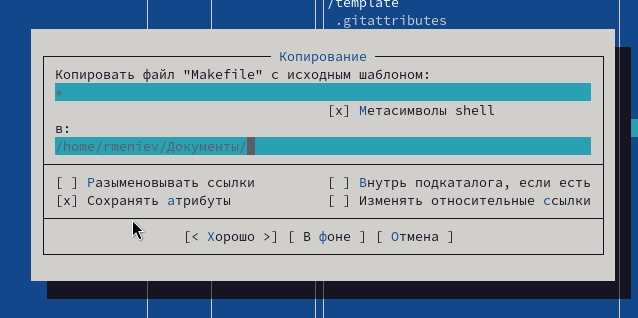 /template
.gitattributes
Копирование
Копировать файл "Makefile" с исходным шаблоном:
*
[x] Метасимволы shell
в:
/home/rmeniev/Документы/
[ ] Разыменовывать ссылки [ ] Внутрь подкаталога, если есть
[x] Сохранять атрибуты [ ] Изменять относительные ссылки
[< Хорошо >] [ В фоне ] [ Отмена ]